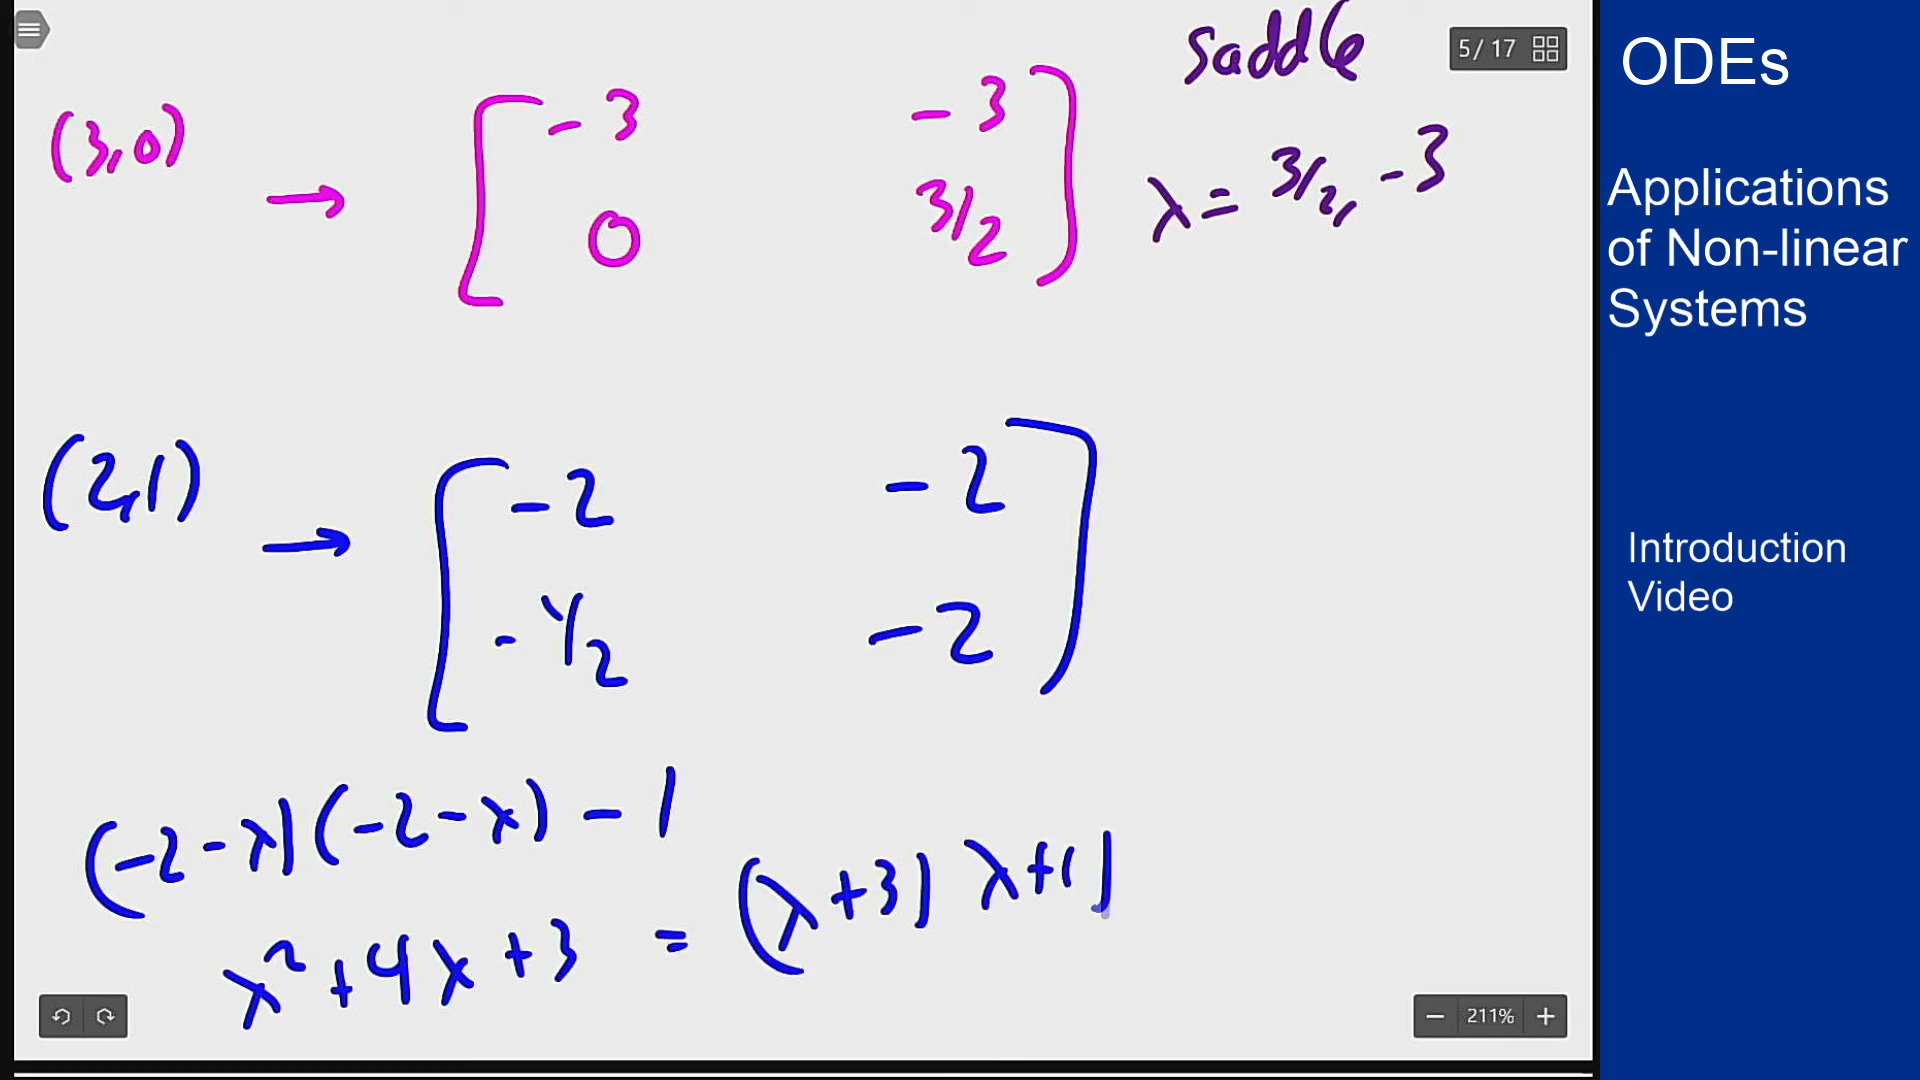 saddle
5 / 17
(3,0) → [ -3 -3
0 3/2 ]
λ = 3/2, -3
(2,1) → [ -2 -2
-1/2 -2 ]
(-2-λ)(-2-λ) - 1
λ²+4λ+3 = (λ+3)(λ+1)
211%
ODEs
Applications
of Non-linear
Systems
Introduction
Video